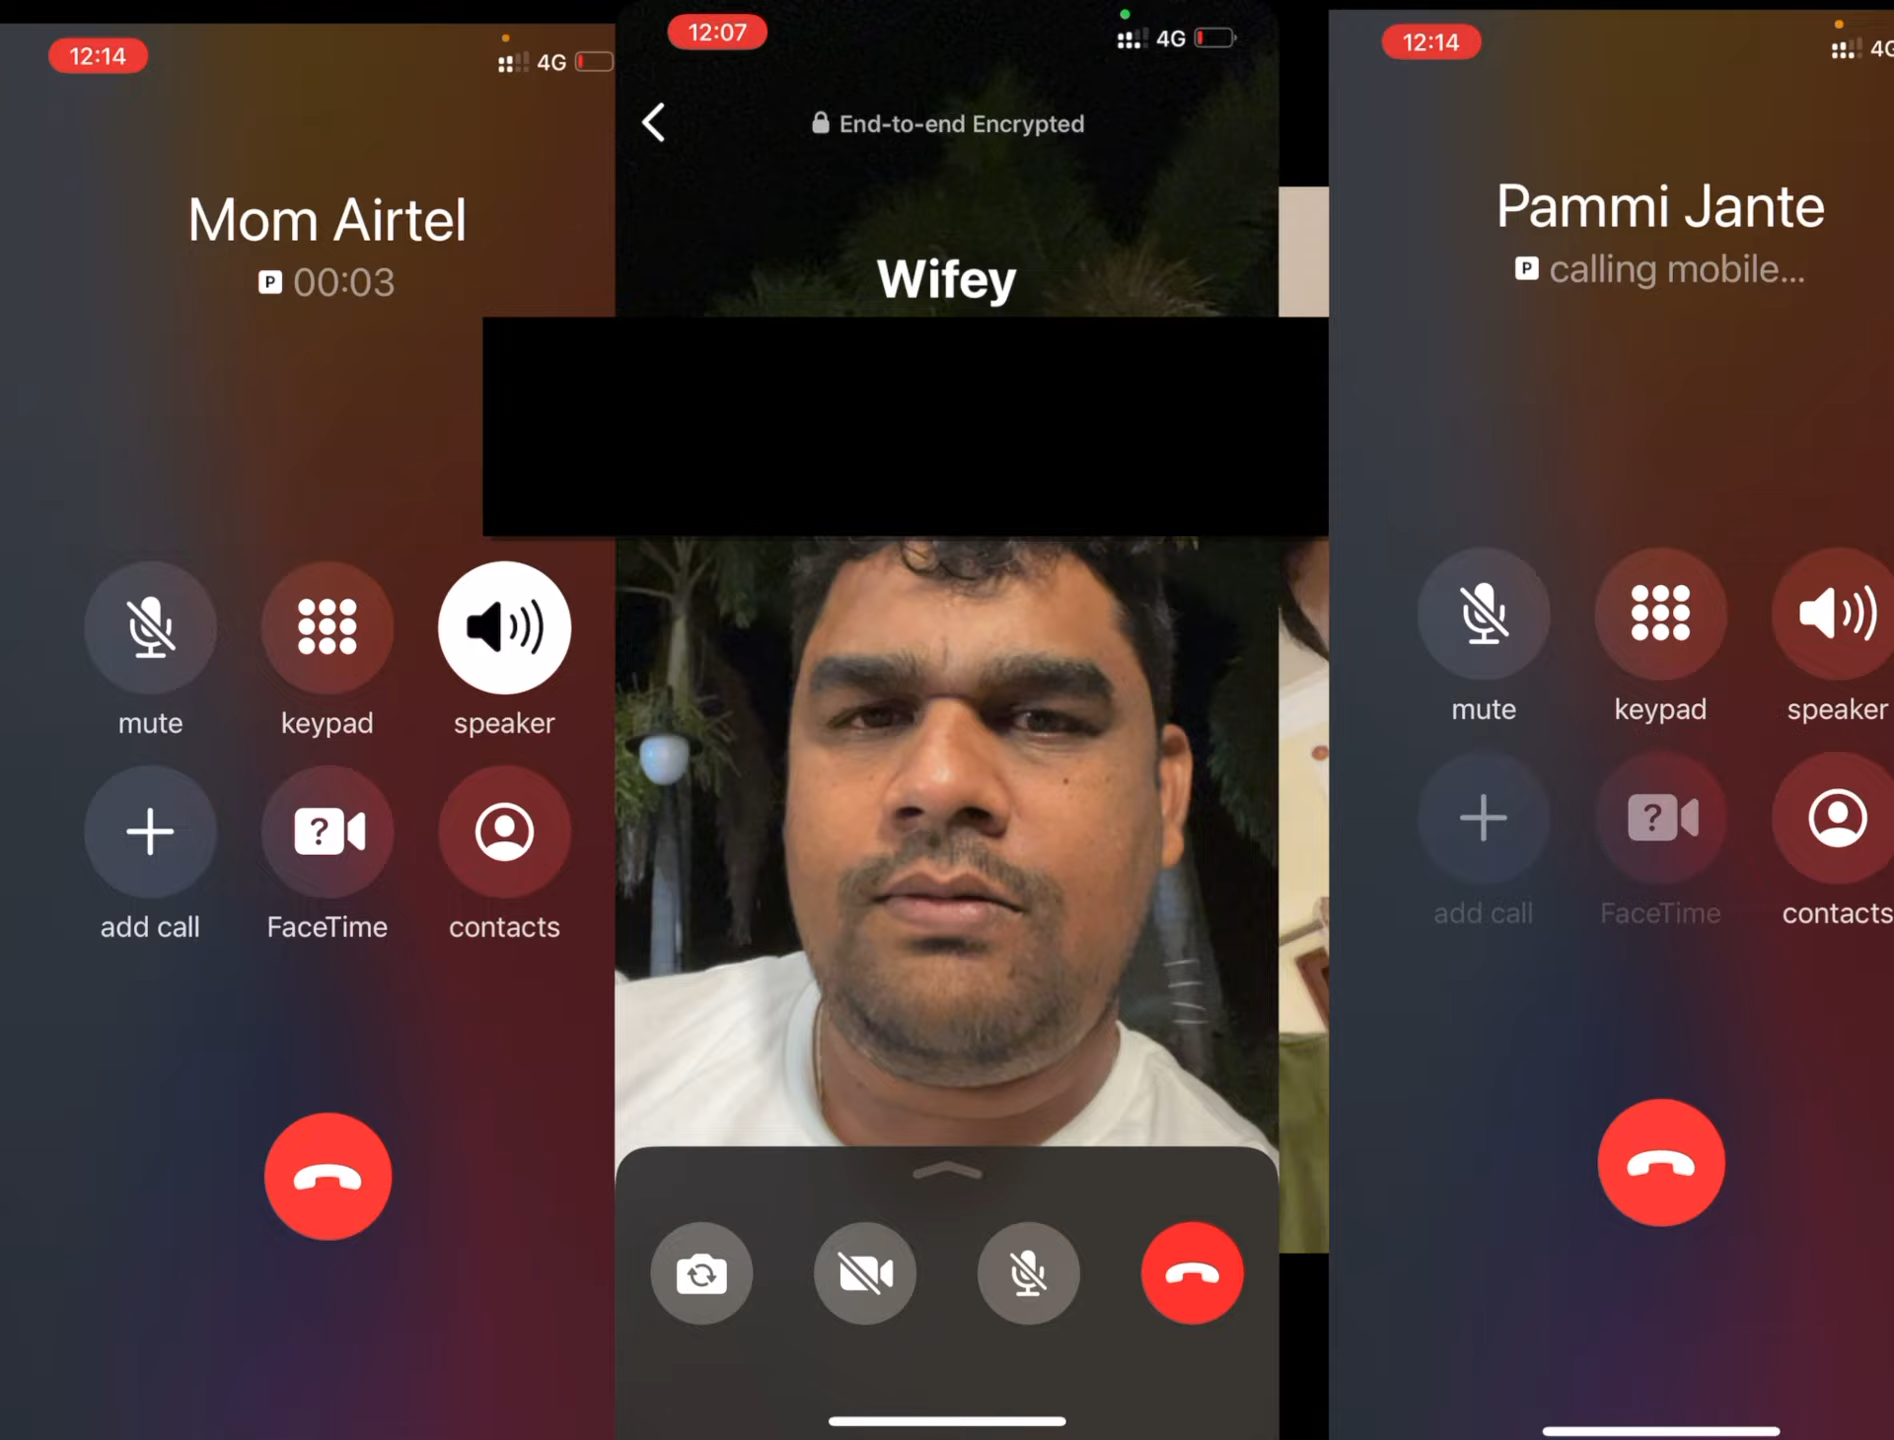 12:14
4G
Mom Airtel
P 00:03
mute
keypad
speaker
?
add call
FaceTime
contacts
12:07
4G
End-to-end Encrypted
Wifey
12:14
4G
Pammi Jante
P calling mobile...
mute
keypad
speaker
?
add call
FaceTime
contacts